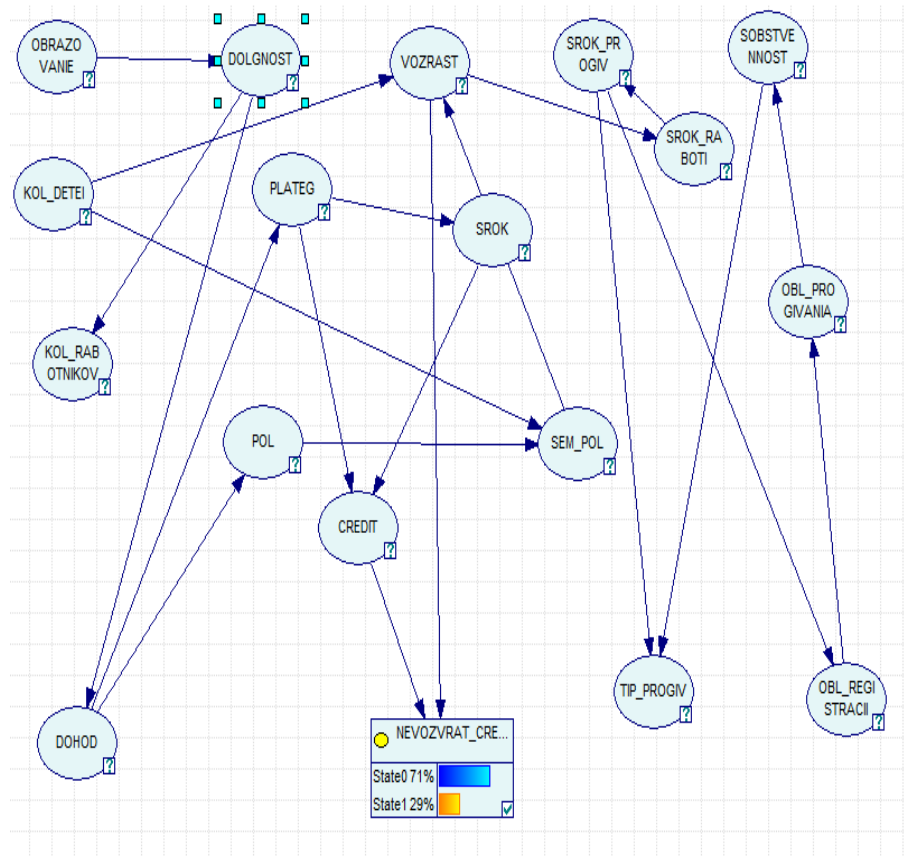 OBRAZO
VANIE
?
DOLGNOST
?
VOZRAST
?
SROK_PR
OGIV
?
SOBSTVE
NNOST
?
SROK_RA
BOTI
?
KOL_DETEI
?
PLATEG
?
SROK
?
OBL_PRO
GIVANIA
?
KOL_RAB
OTNIKOV
?
POL
?
SEM_POL
?
CREDIT
?
TIP_PROGIV
?
OBL_REGI
STRACII
?
DOHOD
?
NEVOZVRAT_CRE...
State0 71%
State1 29%